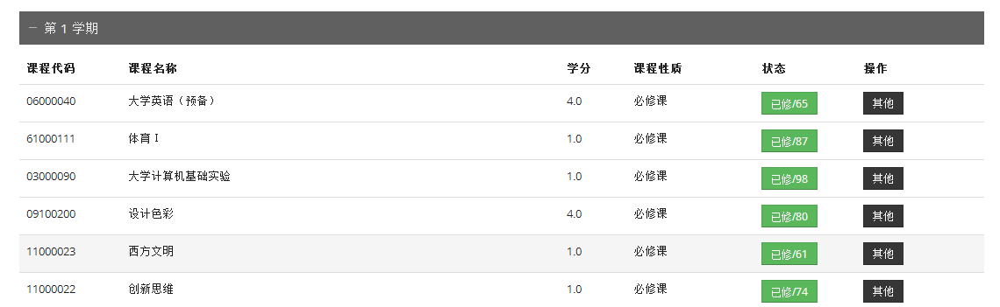 － 第 1 学期
课程代码 课程名称 学分 课程性质 状态 操作
06000040 大学英语（预备） 4.0 必修课 已修/65 其他
61000111 体育Ⅰ 1.0 必修课 已修/87 其他
03000090 大学计算机基础实验 1.0 必修课 已修/98 其他
09100200 设计色彩 4.0 必修课 已修/80 其他
11000023 西方文明 1.0 必修课 已修/61 其他
11000022 创新思维 1.0 必修课 已修/74 其他